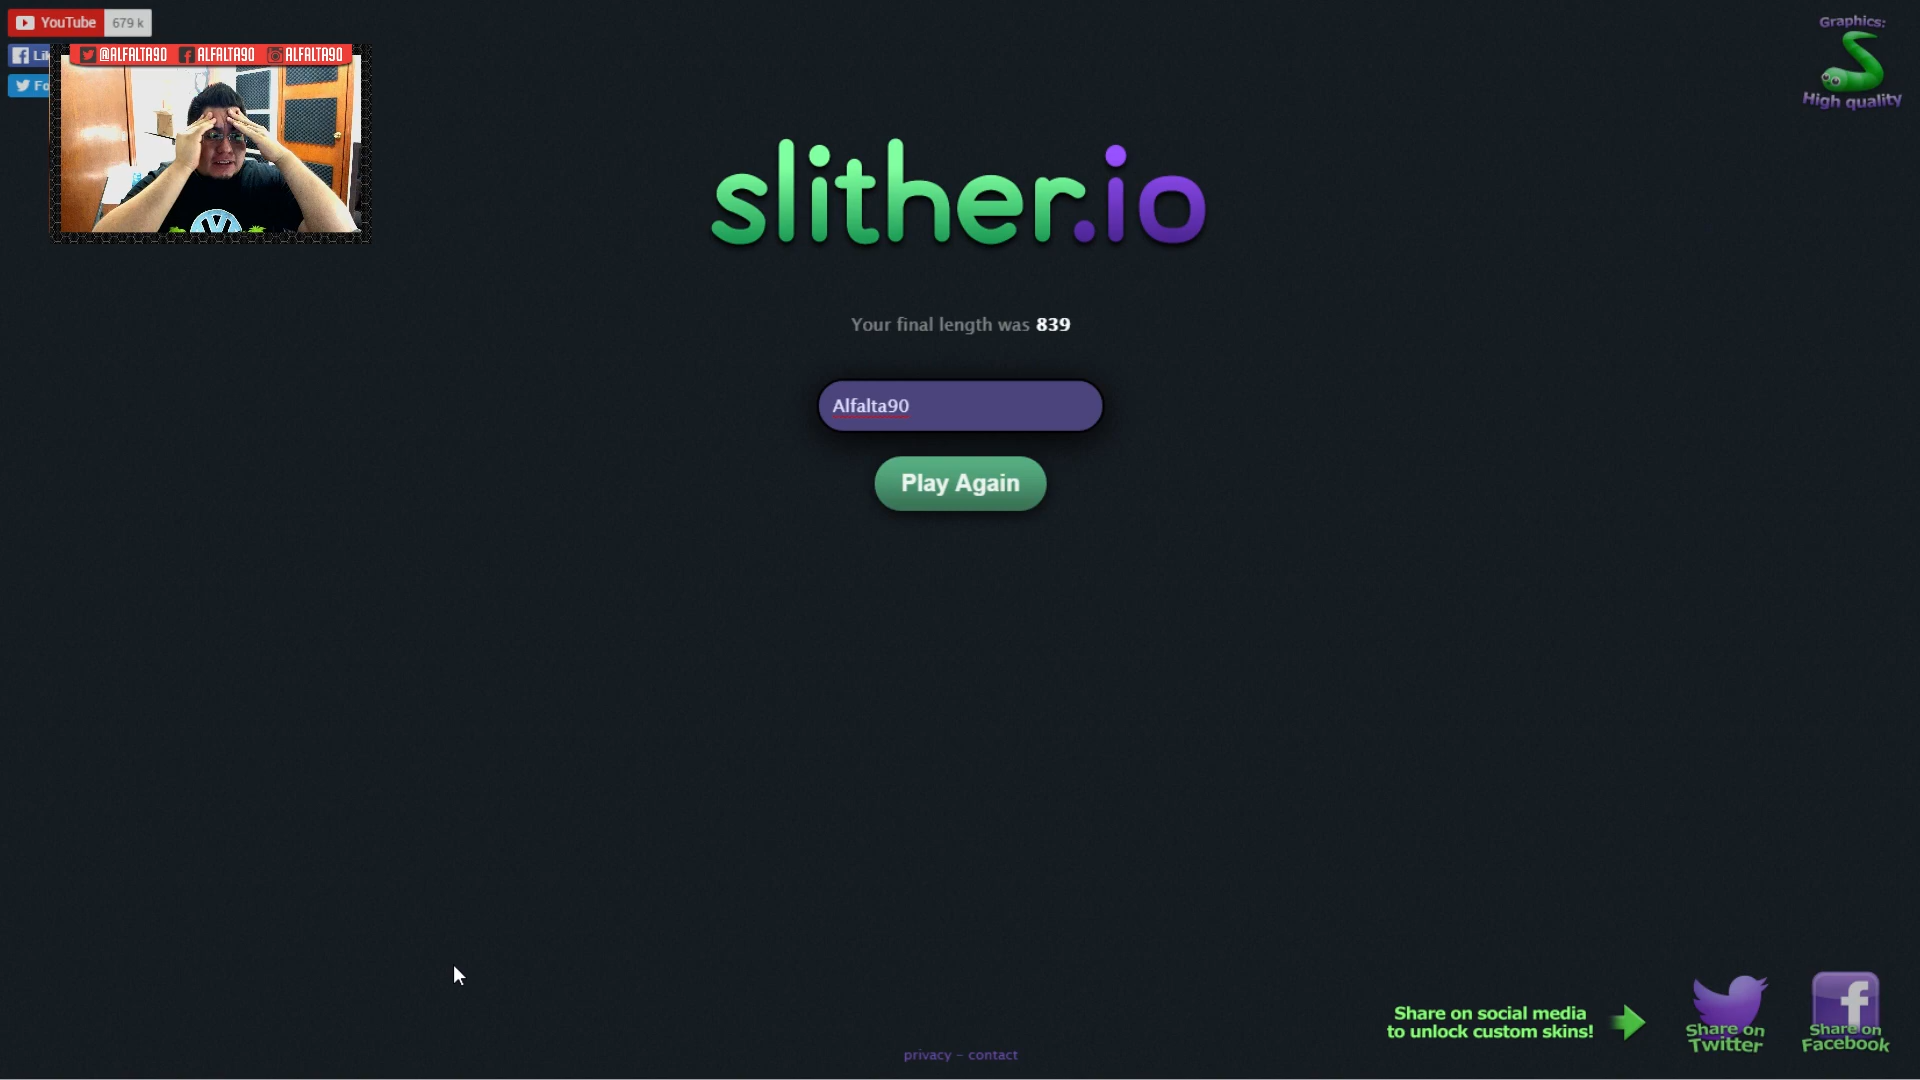 YouTube 679 k
@ALFALTA90 ALFALTA90 ALFALTA90
Graphics:
High quality
slither.io
Your final length was 839
Alfalta90
Play Again
Share on social media
to unlock custom skins!
Share on
Twitter
Share on
Facebook
privacy - contact